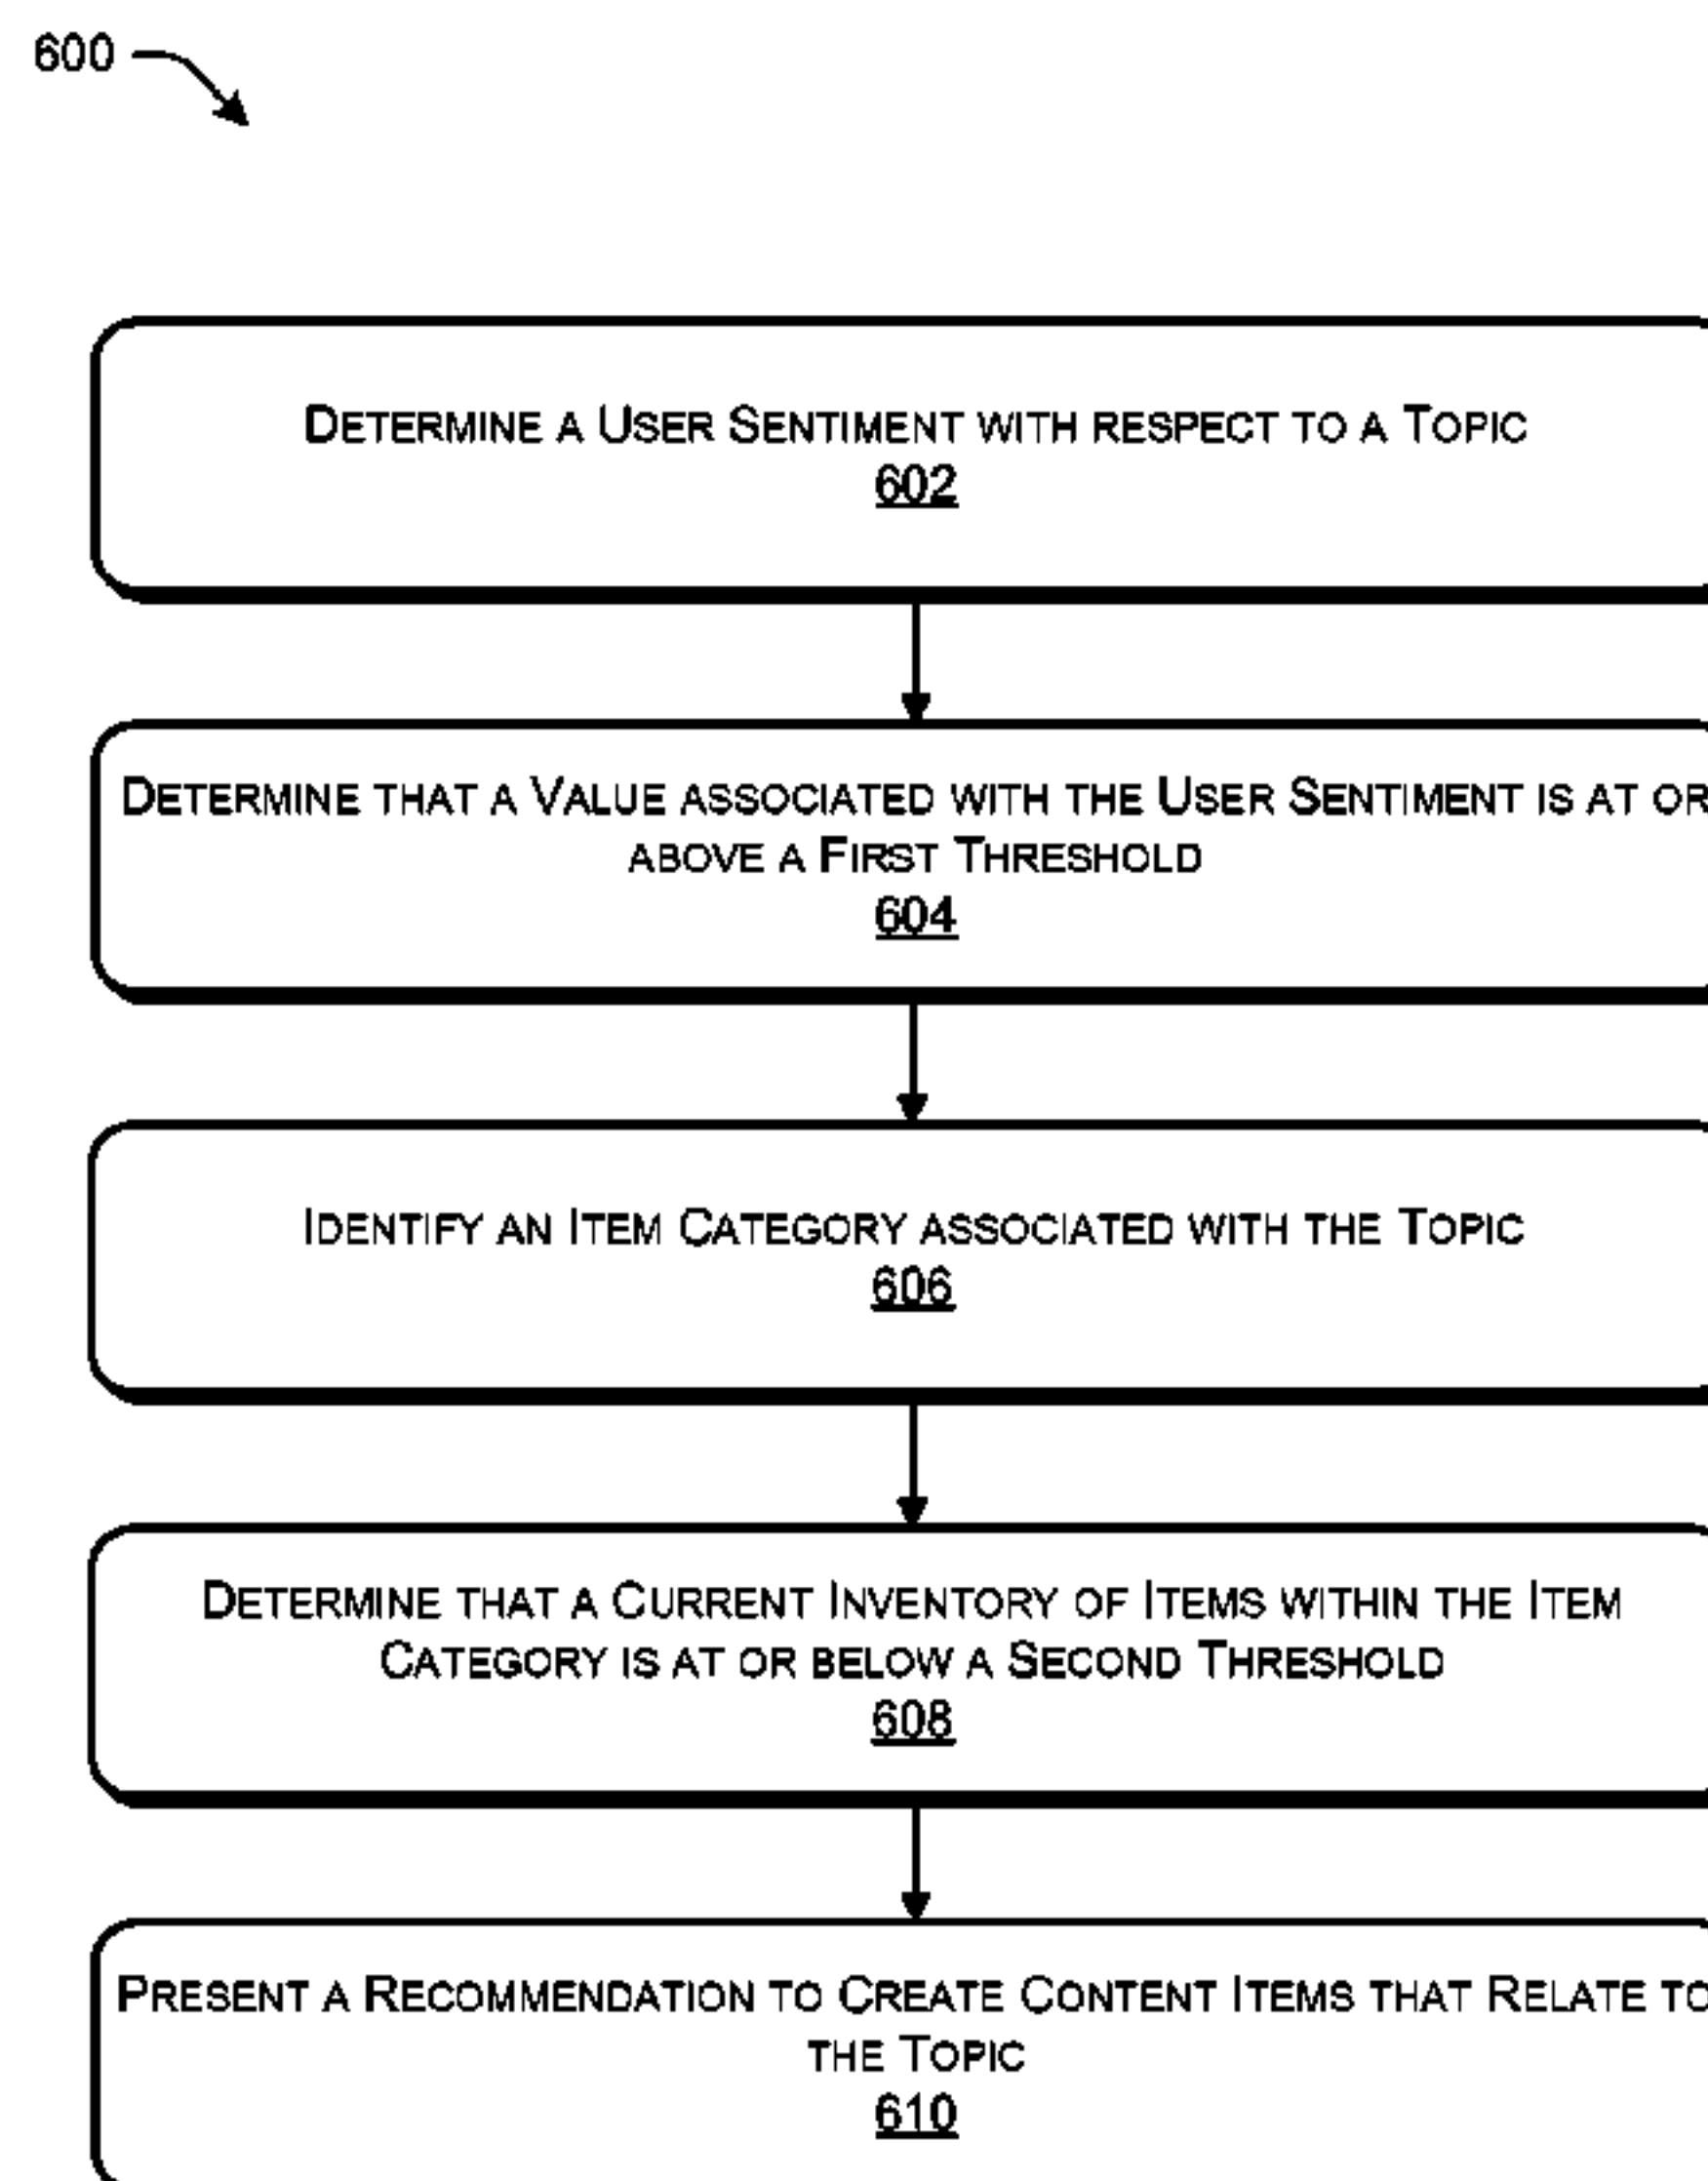 600
DETERMINE A USER SENTIMENT WITH RESPECT TO A TOPIC
602
DETERMINE THAT A VALUE ASSOCIATED WITH THE USER SENTIMENT IS AT OR
ABOVE A FIRST THRESHOLD
604
IDENTIFY AN ITEM CATEGORY ASSOCIATED WITH THE TOPIC
606
DETERMINE THAT A CURRENT INVENTORY OF ITEMS WITHIN THE ITEM
CATEGORY IS AT OR BELOW A SECOND THRESHOLD
608
PRESENT A RECOMMENDATION TO CREATE CONTENT ITEMS THAT RELATE TO
THE TOPIC
610